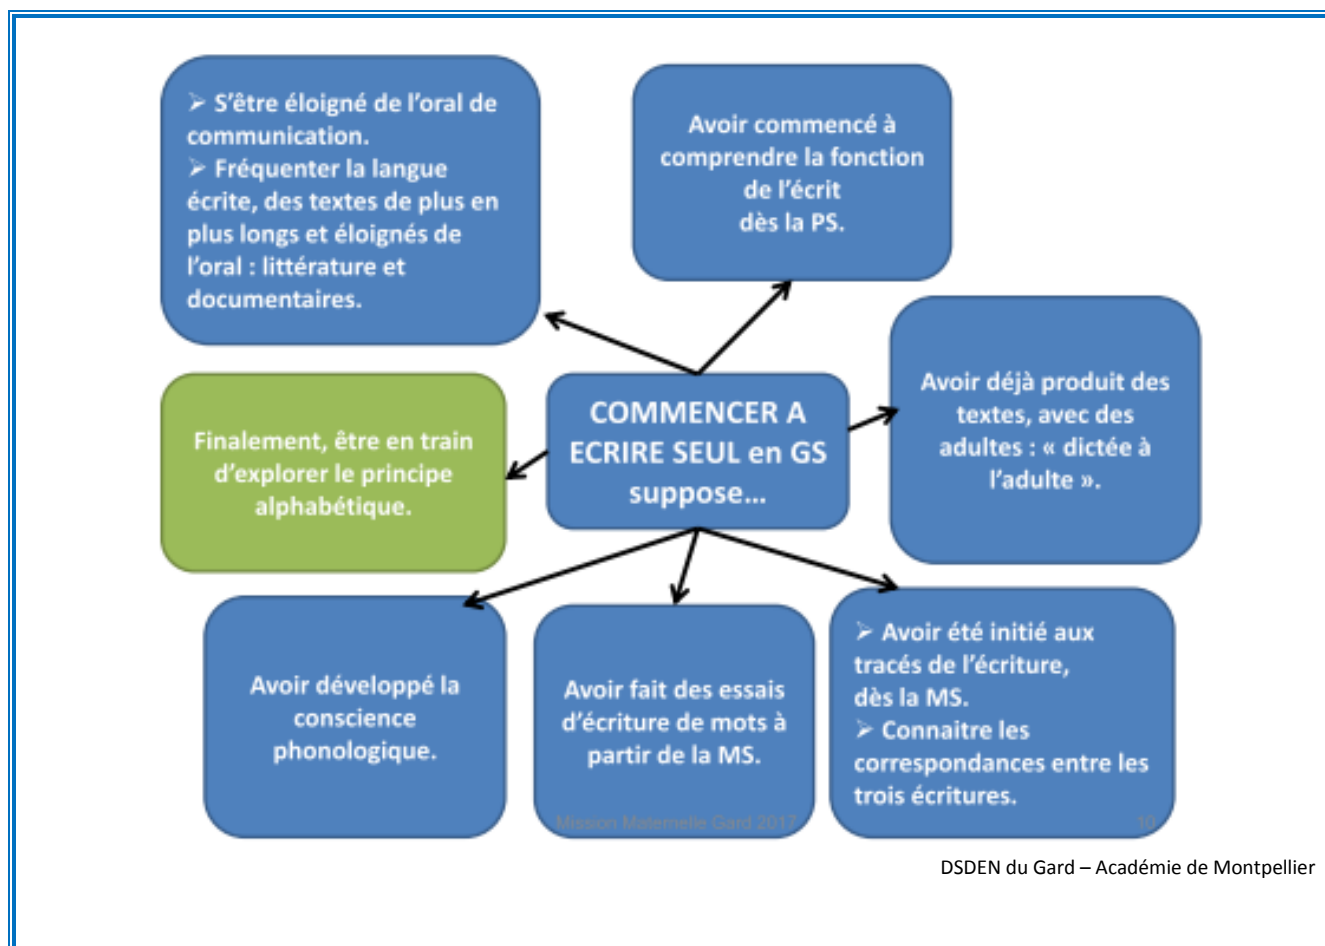 ➢ S'être éloigné de l'oral de
communication.
➢ Fréquenter la langue
écrite, des textes de plus en
plus longs et éloignés de
l'oral : littérature et
documentaires.
Avoir commencé à
comprendre la fonction
de l'écrit
dès la PS.
Avoir déjà produit des
textes, avec des
adultes : « dictée à
l'adulte ».
COMMENCER A
ECRIRE SEUL en GS
suppose…
Finalement, être en train
d'explorer le principe
alphabétique.
Avoir développé la
conscience
phonologique.
Avoir fait des essais
d'écriture de mots à
partir de la MS.
➢ Avoir été initié aux
tracés de l'écriture,
dès la MS.
➢ Connaitre les
correspondances entre les
trois écritures.
Mission Maternelle Gard 2017
10
DSDEN du Gard – Académie de Montpellier